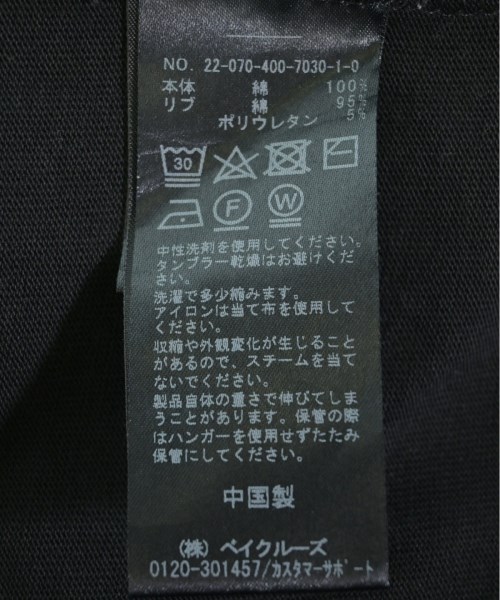 NO. 22-070-400-7030-1-0
本体 綿 100%
リブ 綿 95%
ポリウレタン 5%
30
F W
中性洗剤を使用してください。
タンブラー乾燥はお避けくだ
さい。
洗濯で多少縮みます。
アイロンは当て布を使用して
ください。
収縮や外観変化が生じること
があるので、スチームを当て
ないでください。
製品自体の重さで伸びてしま
うことがあります。保管の際
はハンガーを使用せずたたみ
保管にしてください。
中国製
(株) ベイクルーズ
0120-301457/カスタマーサポート